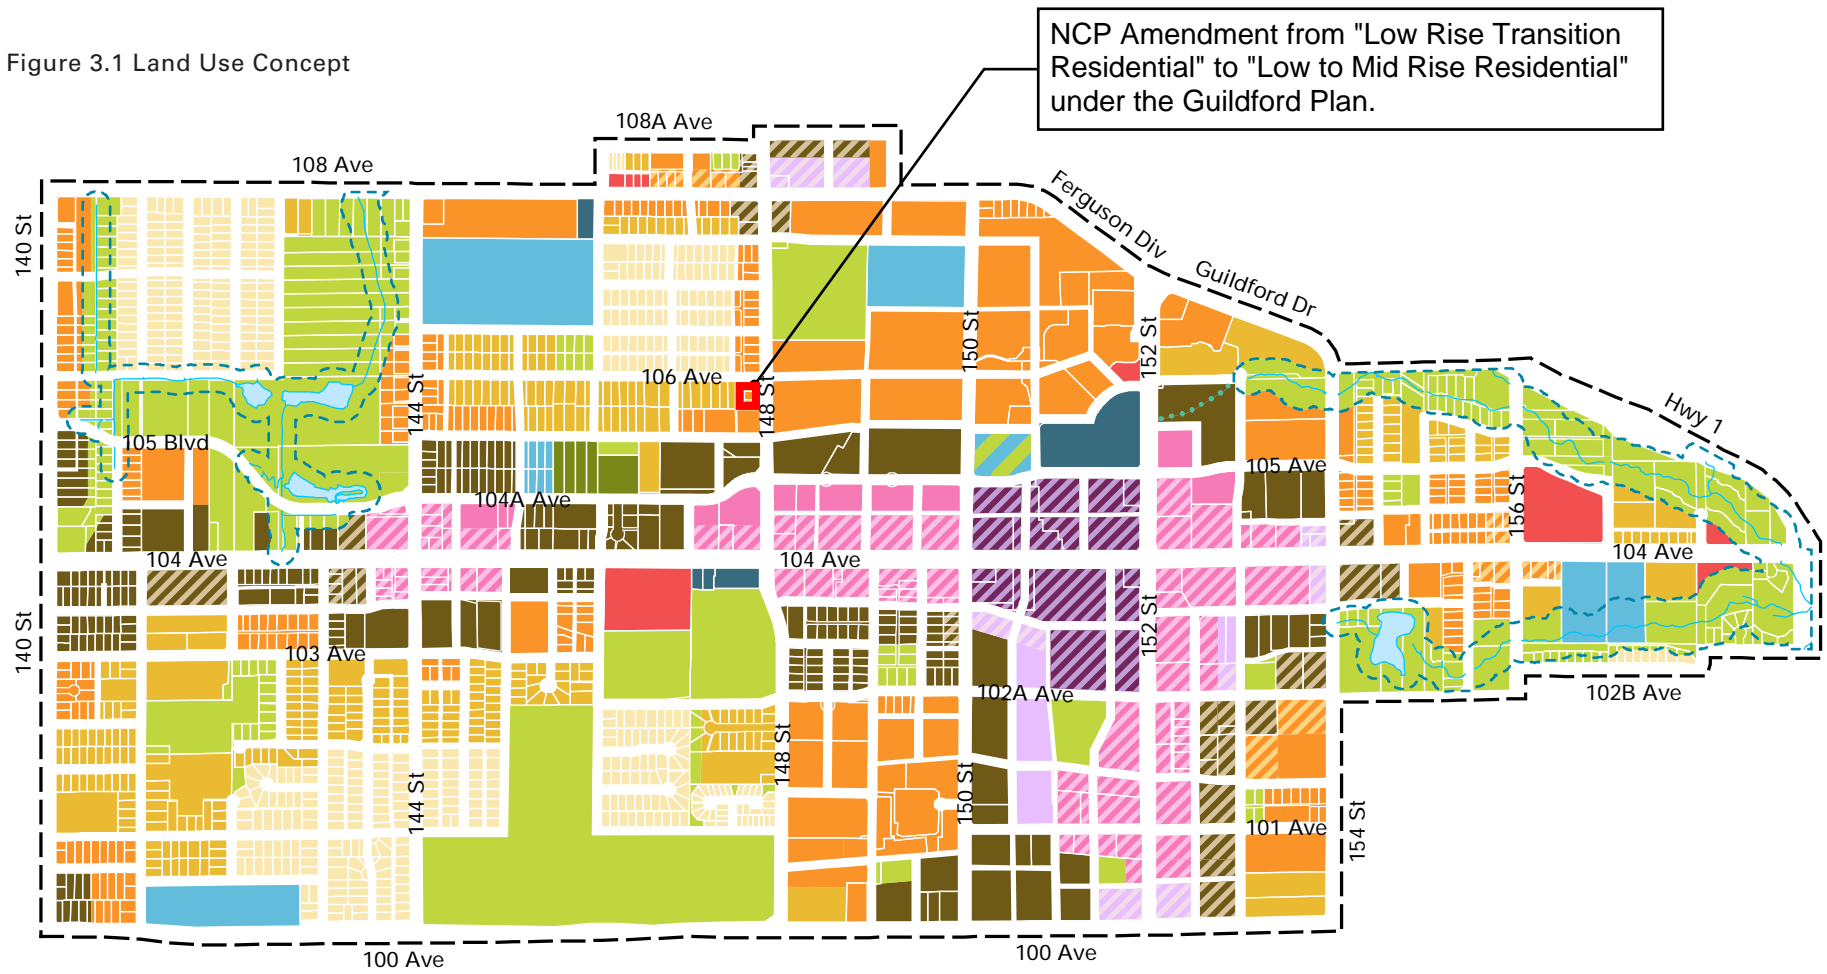 NCP Amendment from "Low Rise Transition
Residential" to "Low to Mid Rise Residential"
under the Guildford Plan.
Figure 3.1 Land Use Concept
108A Ave
108 Ave
Ferguson Div
140 St
Guildford Dr
150 St
152 St
106 Ave
144 St
148 St
Hwy 1
105 Blvd
105 Ave
104A Ave
156 St
104 Ave
104 Ave
104 Ave
140 St
152 St
103 Ave
102A Ave
102B Ave
148 St
150 St
144 St
154 St
101 Ave
100 Ave
100 Ave